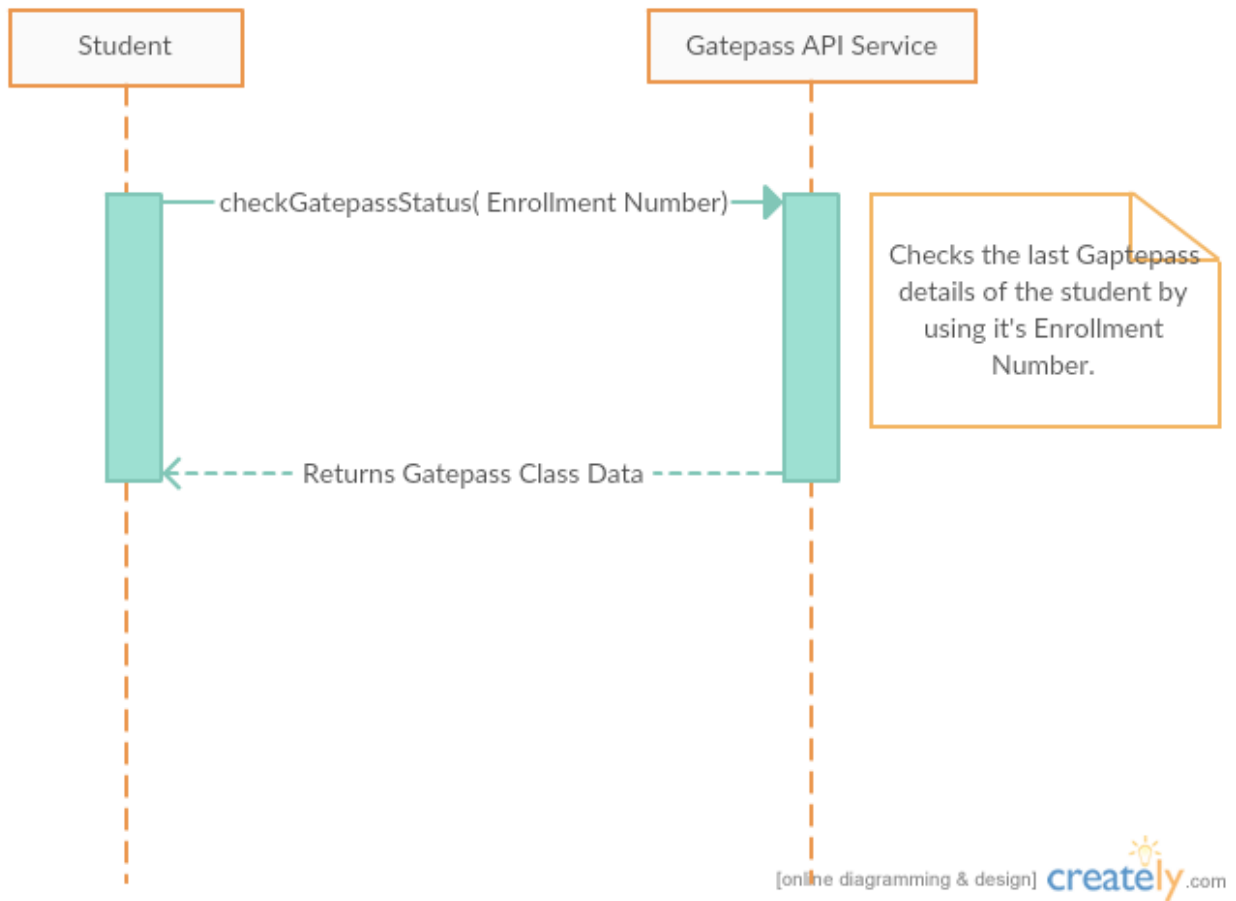 Student
Gatepass API Service
checkGatepassStatus( Enrollment Number)
Checks the last Gaptepass
details of the student by
using it's Enrollment
Number.
Returns Gatepass Class Data
[online diagramming & design] creately.com